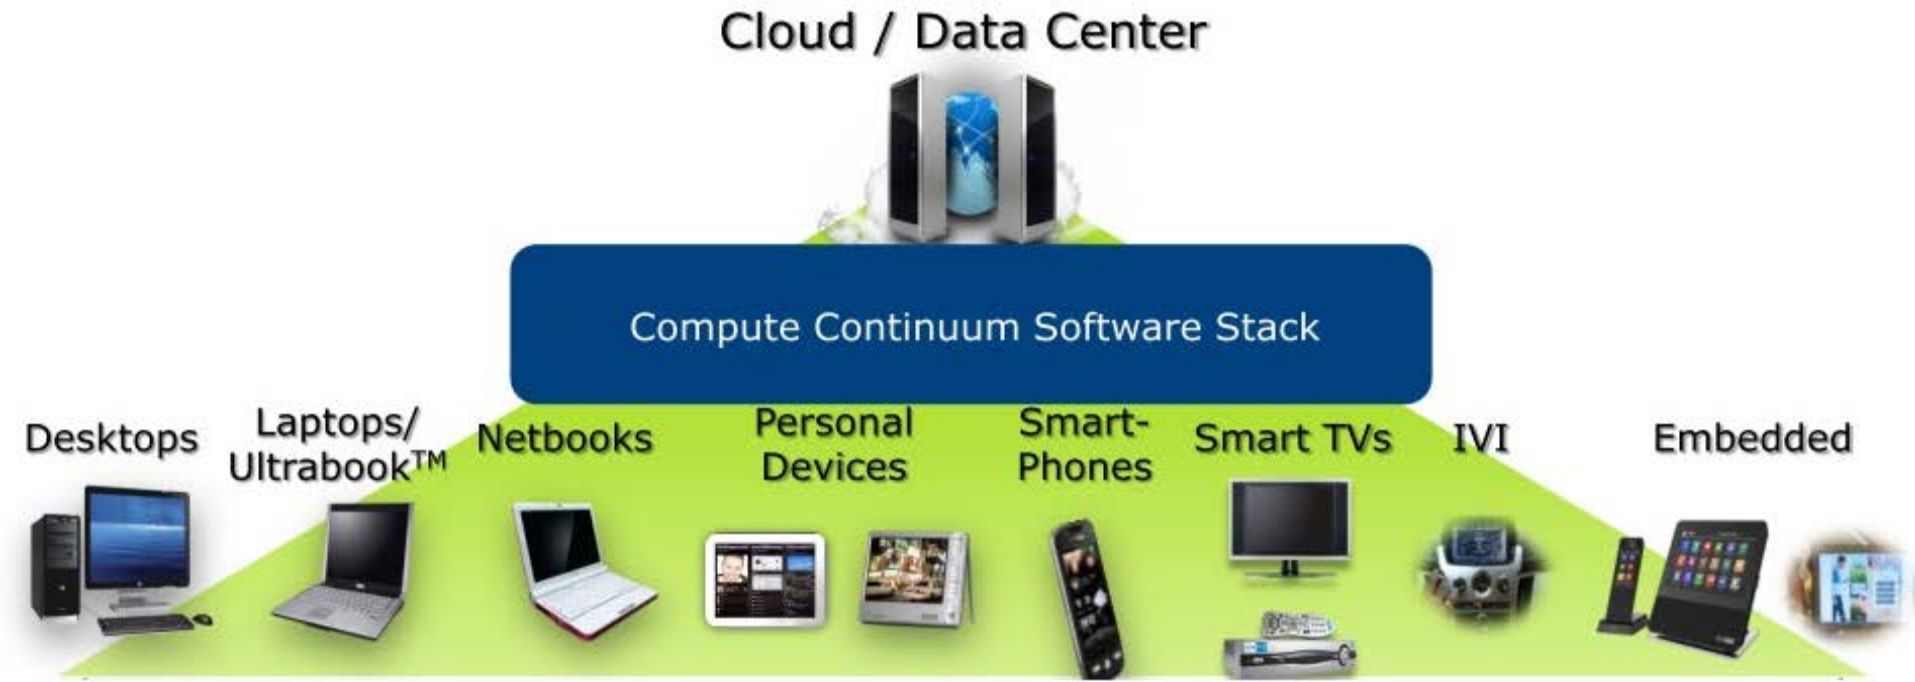 Cloud / Data Center
Compute Continuum Software Stack
Desktops
Laptops/
Ultrabook™
Netbooks
Personal
Devices
Smart-
Phones
Smart TVs
IVI
Embedded